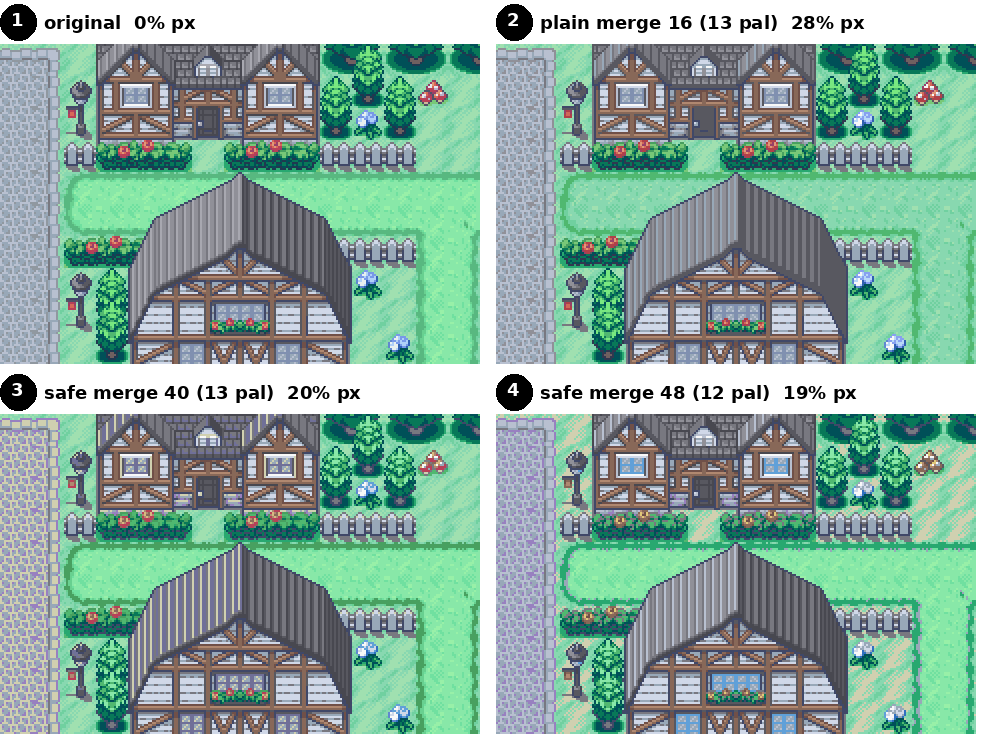 1 original 0% px
2 plain merge 16 (13 pal) 28% px
3 safe merge 40 (13 pal) 20% px
4 safe merge 48 (12 pal) 19% px